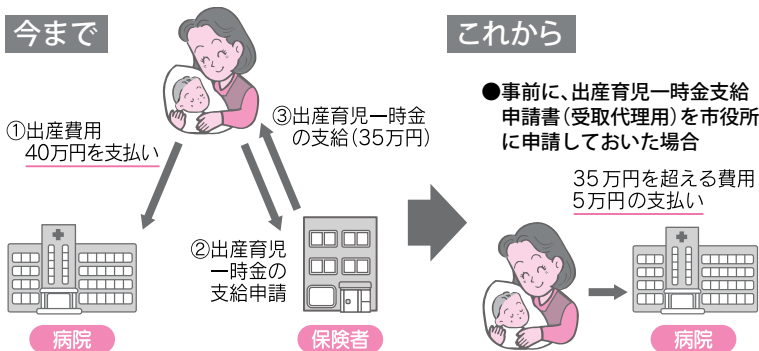 今まで
①出産費用
40万円を支払い
③出産育児一時金
の支給(35万円)
②出産育児
一時金の
支給申請
病院
保険者
これから
●事前に、出産育児一時金支給
申請書(受取代理用)を市役所
に申請しておいた場合
35万円を超える費用
5万円の支払い
病院